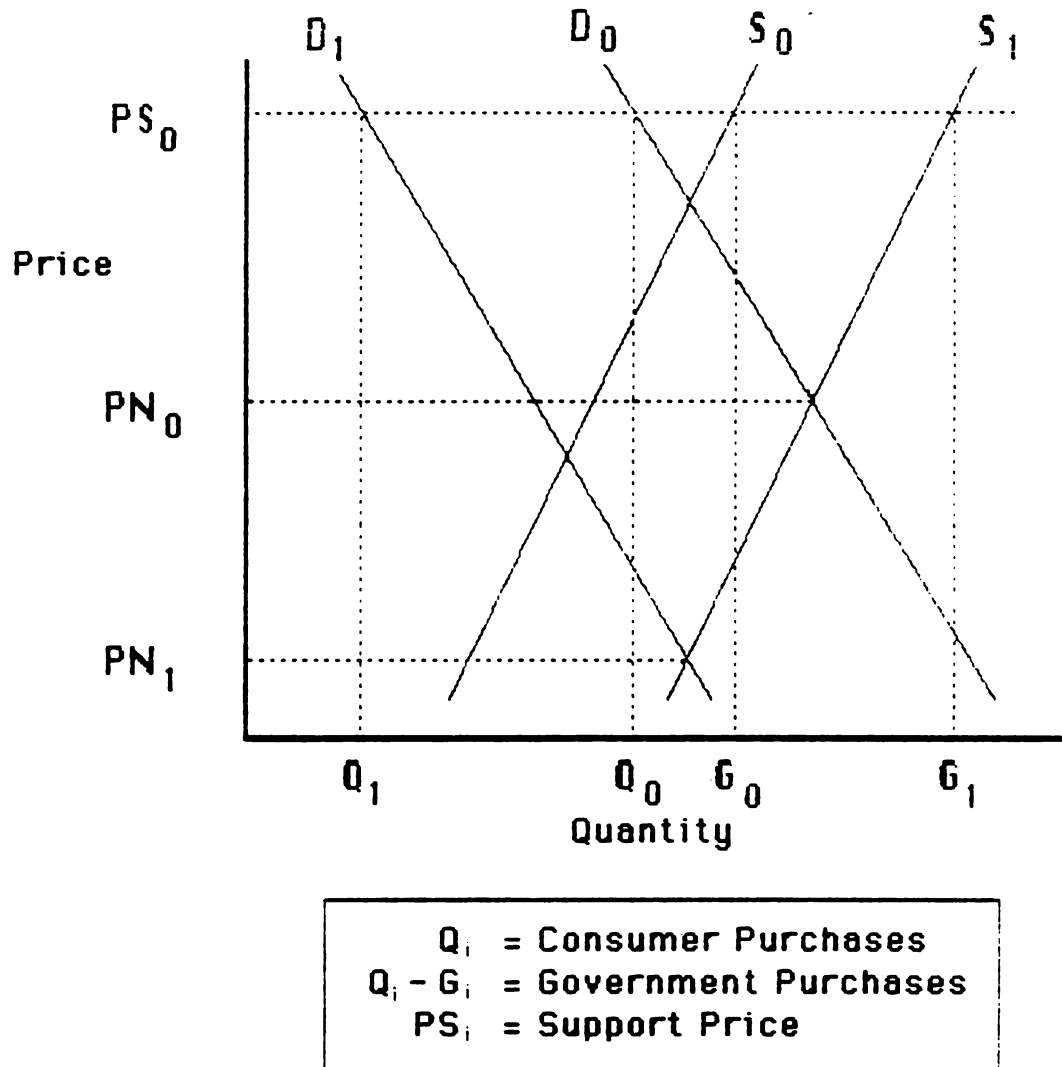 D₁ D₀ S₀ S₁
PS₀
Price
PN₀
PN₁
Q₁ Q₀ G₀ G₁
Quantity
Qᵢ = Consumer Purchases
Qᵢ - Gᵢ = Government Purchases
PSᵢ = Support Price